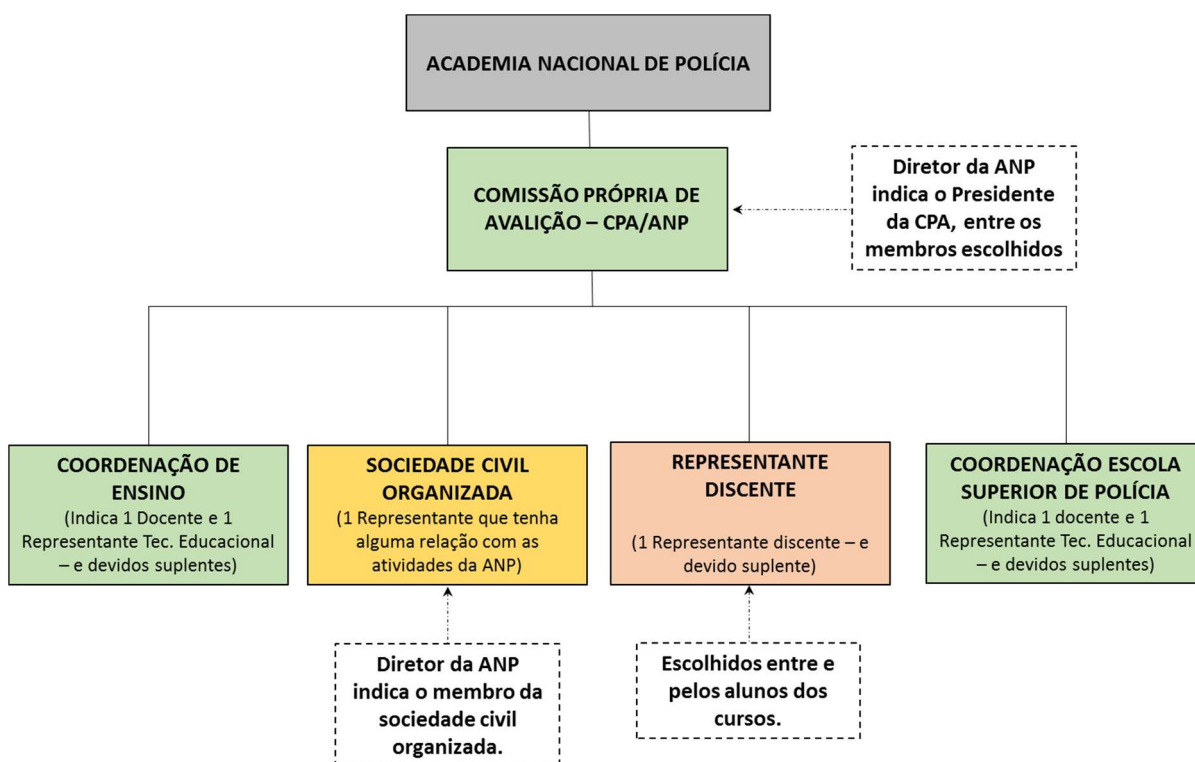 ACADEMIA NACIONAL DE POLÍCIA
COMISSÃO PRÓPRIA DE
AVALIÇÃO – CPA/ANP
Diretor da ANP
indica o Presidente
da CPA, entre os
membros escolhidos
COORDENAÇÃO DE
ENSINO
(Indica 1 Docente e 1
Representante Tec. Educacional
– e devidos suplentes)
SOCIEDADE CIVIL
ORGANIZADA
(1 Representante que tenha
alguma relação com as
atividades da ANP)
REPRESENTANTE
DISCENTE
(1 Representante discente – e
devido suplente)
COORDENAÇÃO ESCOLA
SUPERIOR DE POLÍCIA
(Indica 1 docente e 1
Representante Tec. Educacional
– e devidos suplentes)
Diretor da ANP
indica o membro da
sociedade civil
organizada.
Escolhidos entre e
pelos alunos dos
cursos.